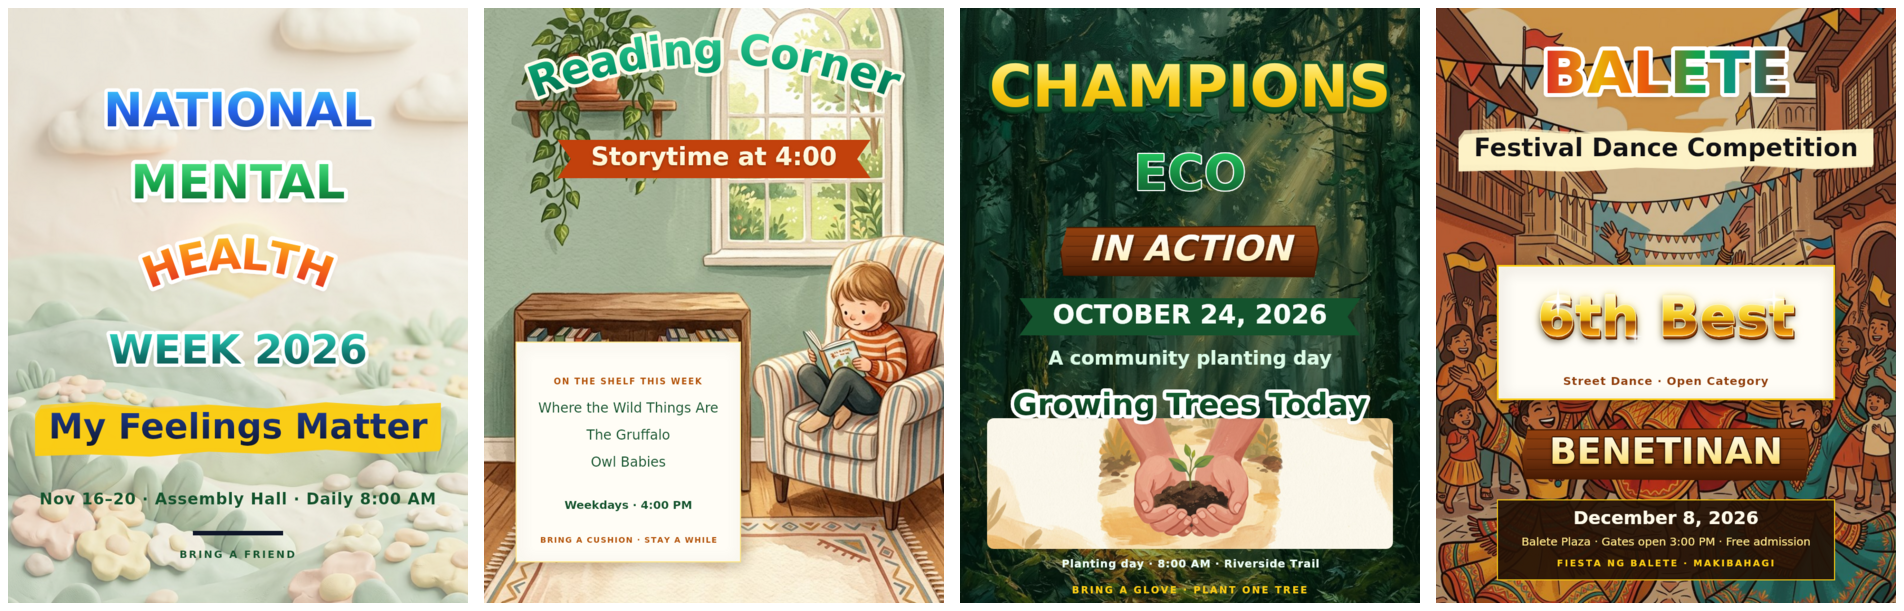 NATIONAL
MENTAL
HEALTH
WEEK 2026
My Feelings Matter
Nov 16–20 · Assembly Hall · Daily 8:00 AM
BRING A FRIEND
Reading Corner
Storytime at 4:00
ON THE SHELF THIS WEEK
Where the Wild Things Are
The Gruffalo
Owl Babies
Weekdays · 4:00 PM
BRING A CUSHION · STAY A WHILE
CHAMPIONS
ECO
IN ACTION
OCTOBER 24, 2026
A community planting day
Growing Trees Today
Planting day · 8:00 AM · Riverside Trail
BRING A GLOVE · PLANT ONE TREE
BALETE
Festival Dance Competition
6th Best
Street Dance · Open Category
BENETINAN
December 8, 2026
Balete Plaza · Gates open 3:00 PM · Free admission
FIESTA NG BALETE · MAKIBAHAGI